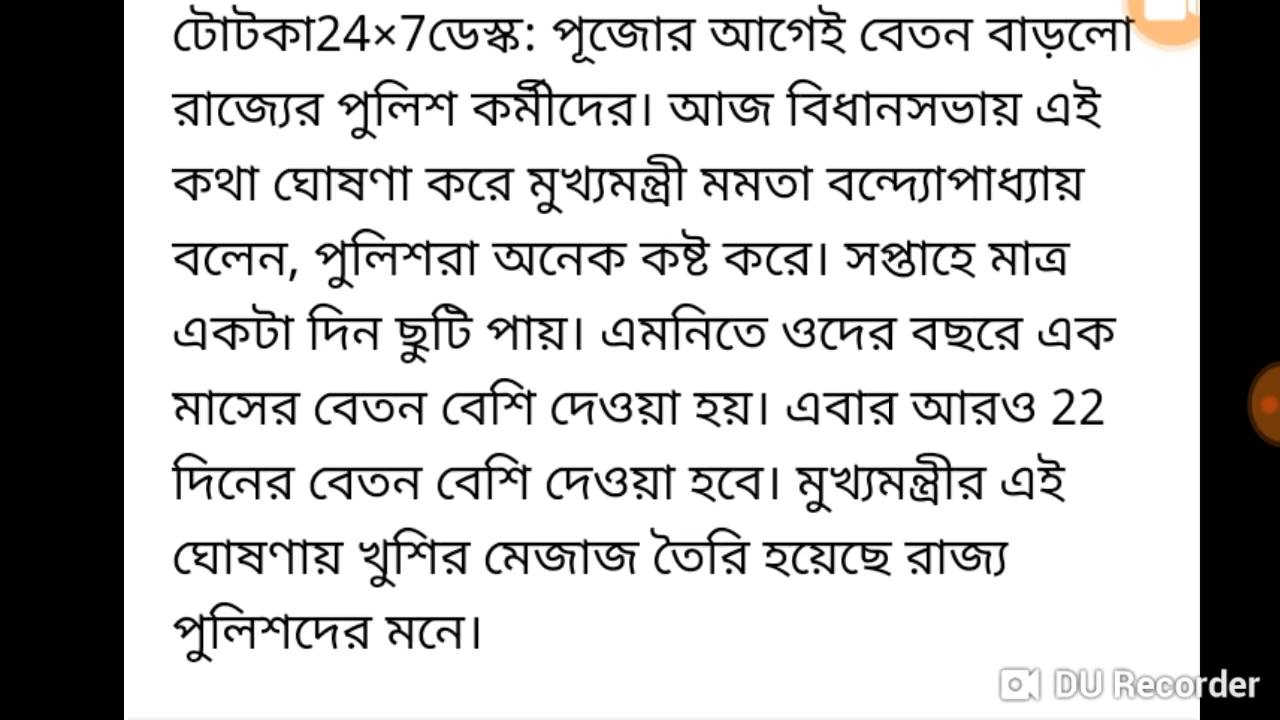 টোটকা24×7ডেস্ক: পূজোর আগেই বেতন বাড়লো
রাজ্যের পুলিশ কর্মীদের। আজ বিধানসভায় এই
কথা ঘোষণা করে মুখ্যমন্ত্রী মমতা বন্দ্যোপাধ্যায়
বলেন, পুলিশরা অনেক কষ্ট করে। সপ্তাহে মাত্র
একটা দিন ছুটি পায়। এমনিতে ওদের বছরে এক
মাসের বেতন বেশি দেওয়া হয়। এবার আরও 22
দিনের বেতন বেশি দেওয়া হবে। মুখ্যমন্ত্রীর এই
ঘোষণায় খুশির মেজাজ তৈরি হয়েছে রাজ্য
পুলিশদের মনে।
DU Recorder